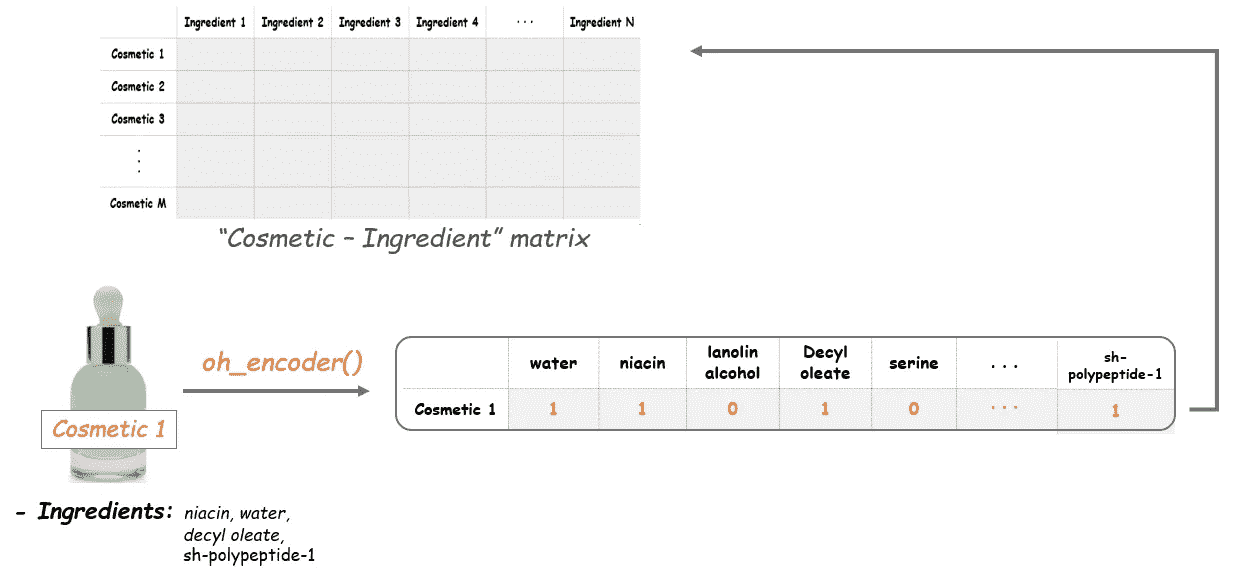 Ingredient 1 Ingredient 2 Ingredient 3 Ingredient 4 ... Ingredient N
Cosmetic 1
Cosmetic 2
Cosmetic 3
...
Cosmetic M
“Cosmetic – Ingredient” matrix
oh_encoder()
water niacin lanolin alcohol Decyl oleate serine ... sh-polypeptide-1
Cosmetic 1 1 1 0 1 0 ... 1
Cosmetic 1
- Ingredients: niacin, water,
decyl oleate,
sh-polypeptide-1